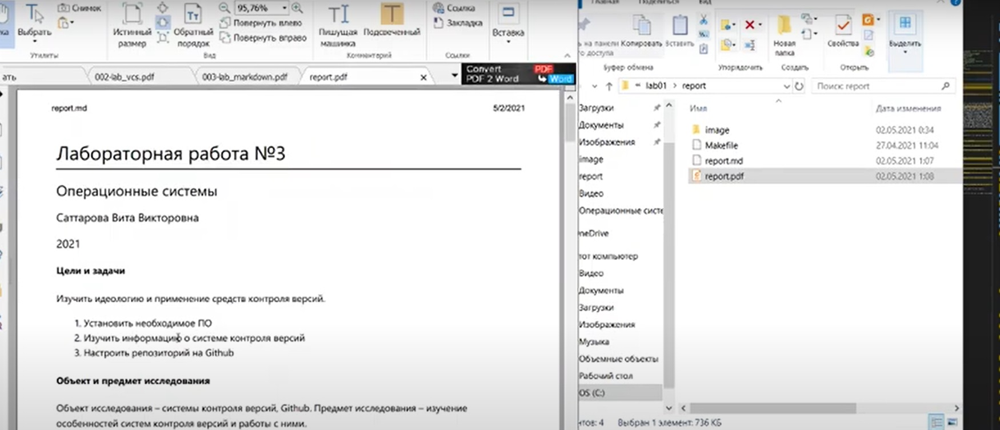 Снимок
Выбрать
Утилиты
Истинный размер
Обратный порядок
95,76%
Повернуть влево
Повернуть вправо
Вид
Пишущая машинка
Подсвеченный
Комментарий
Ссылка
Закладка
Ссылки
Вставка
ать
002-lab_vcs.pdf
003-lab_markdown.pdf
report.pdf
Convert
PDF 2 Word
PDF
Word
report.md 5/2/2021
Лабораторная работа №3
Операционные системы
Саттарова Вита Викторовна
2021
Цели и задачи
Изучить идеологию и применение средств контроля версий.
1. Установить необходимое ПО
2. Изучить информацию о системе контроля версий
3. Настроить репозиторий на Github
Объект и предмет исследования
Объект исследования – системы контроля версий, Github. Предмет исследования – изучение
особенностей систем контроля версий и работы с ними.
Поделиться
Вид
ь на панели
о доступа
Копировать
Вставить
Буфер обмена
Упорядочить
Новая папка
Создать
Свойства
Открыть
Выделить
« lab01 › report
Поиск: report
Имя
Дата изменения
image 02.05.2021 0:34
Makefile 27.04.2021 11:04
report.md 02.05.2021 1:07
report.pdf 02.05.2021 1:08
Загрузки
Документы
Изображения
image
report
Видео
Операционные систе
neDrive
тот компьютер
Видео
Документы
Загрузки
Изображения
Музыка
Объемные объекты
Рабочий стол
OS (C:)
нтов: 4
Выбран 1 элемент: 736 КБ